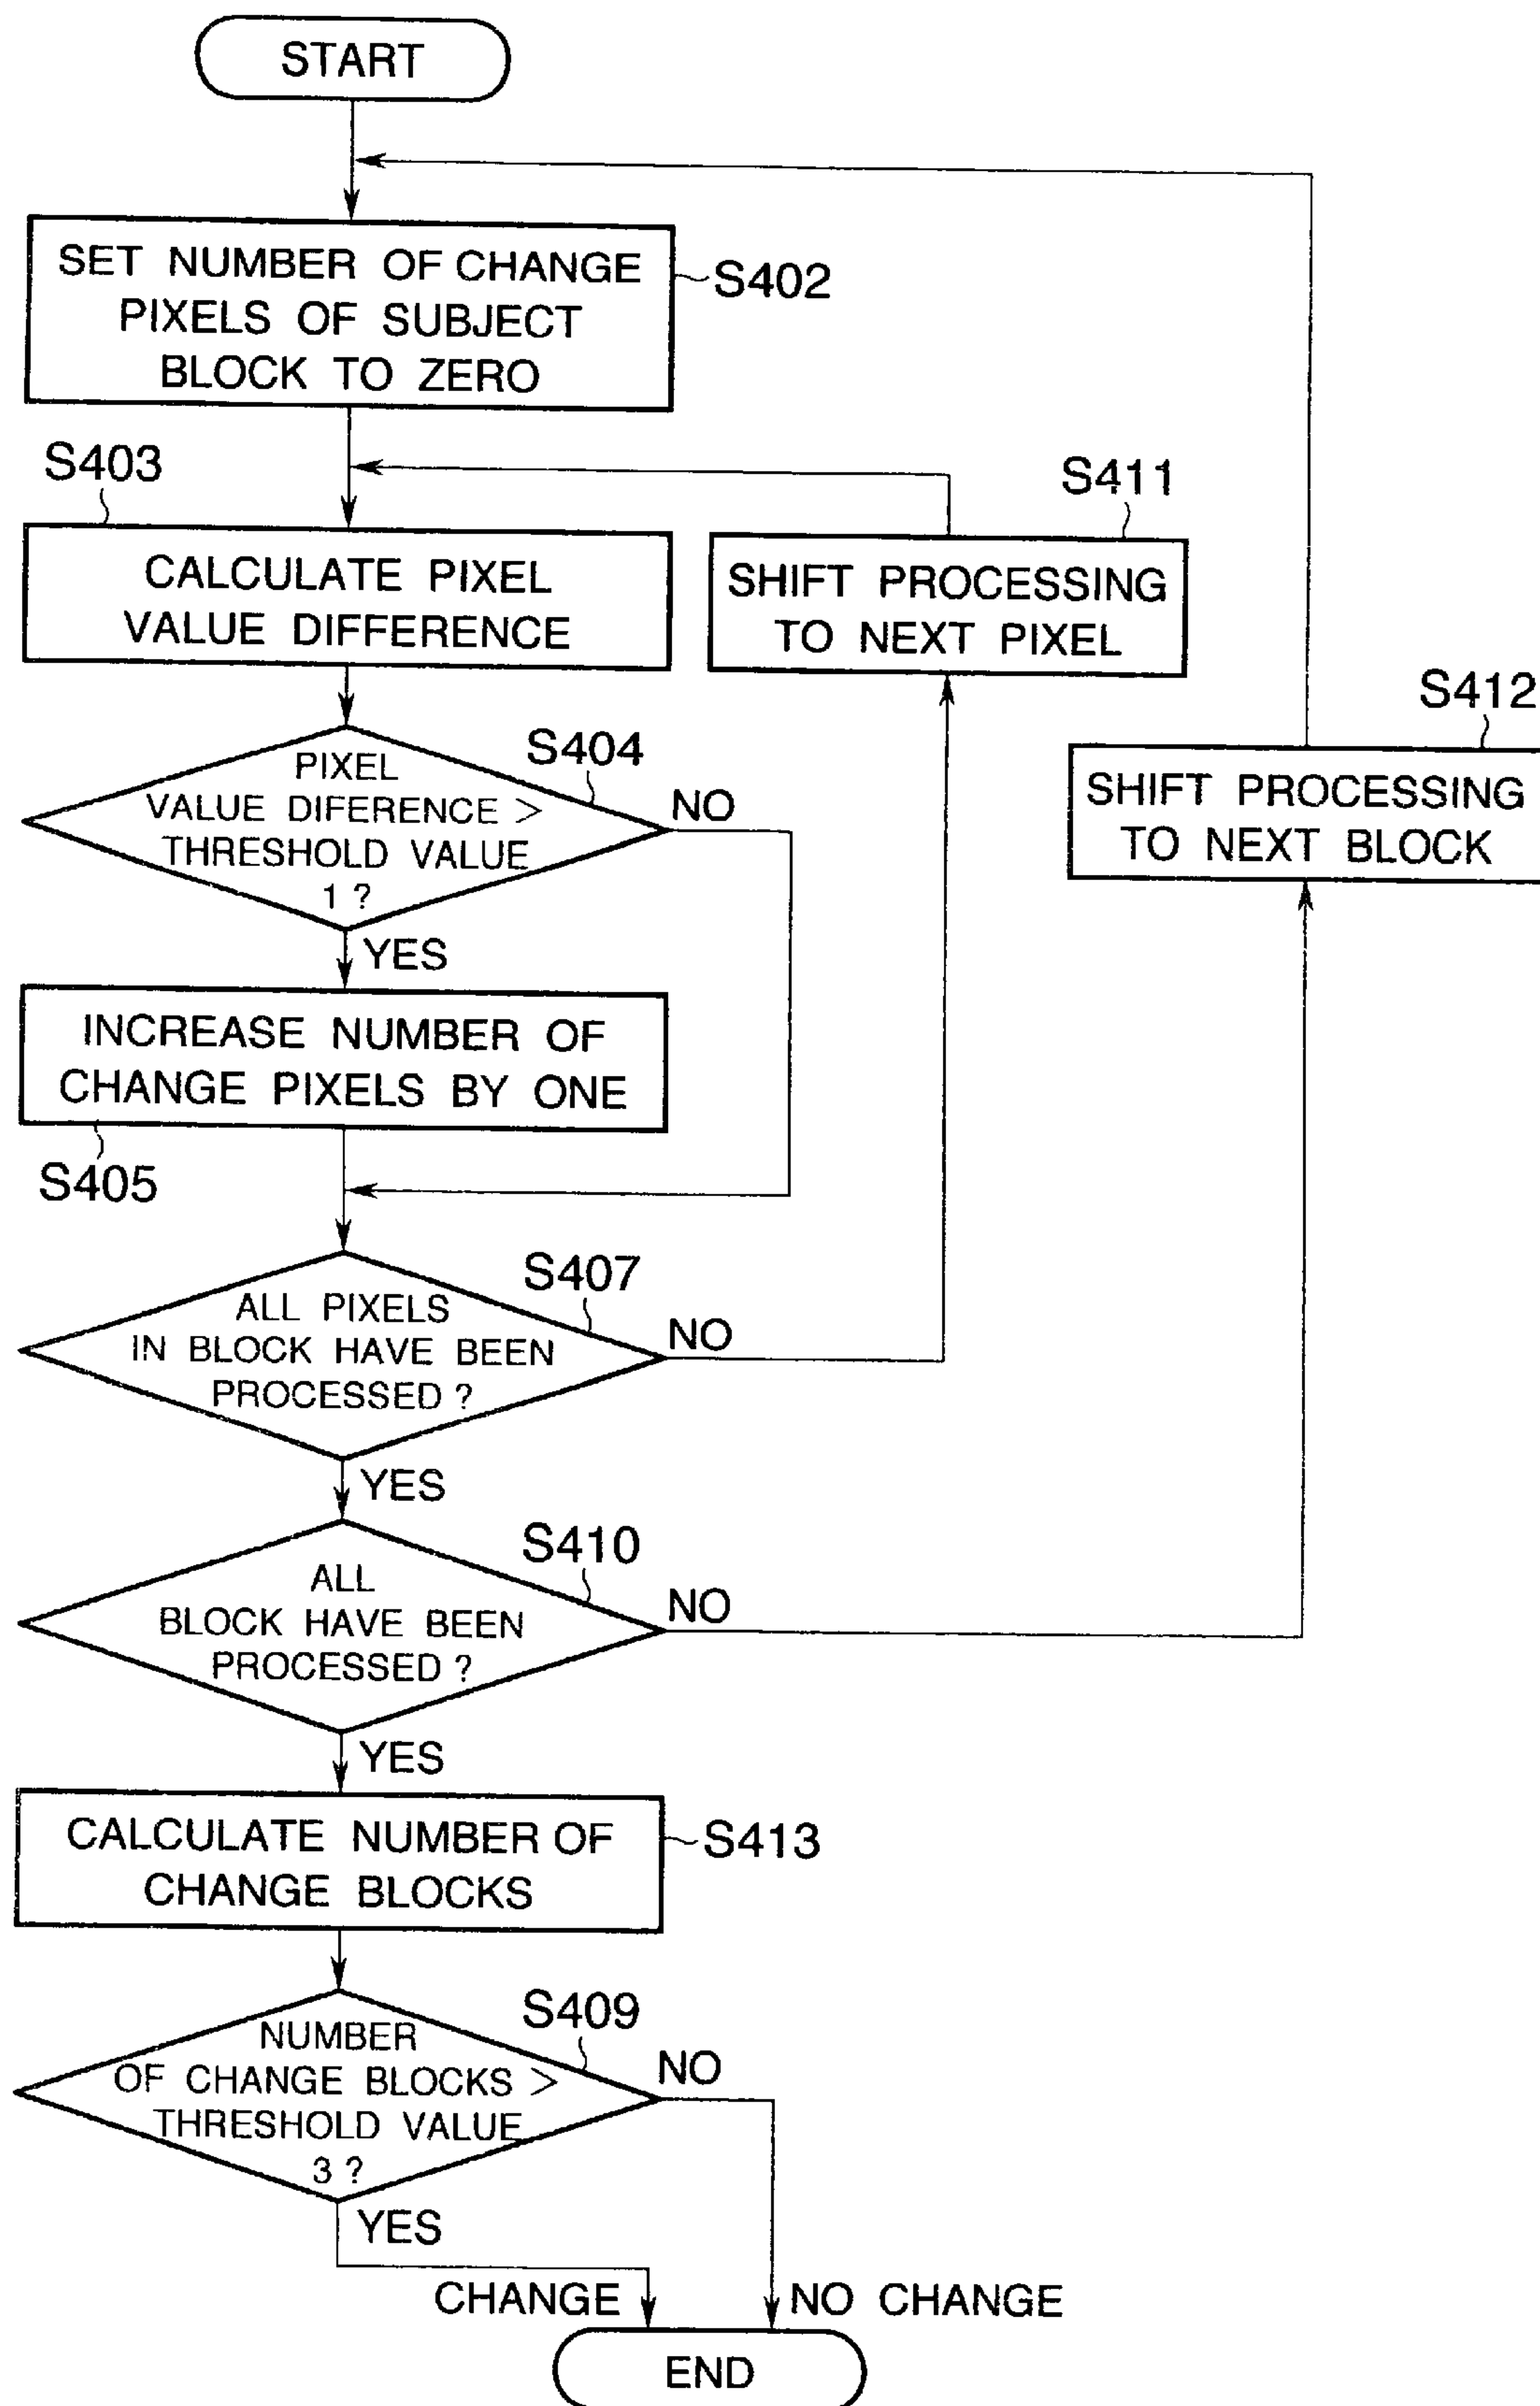 START
SET NUMBER OF CHANGE
PIXELS OF SUBJECT
BLOCK TO ZERO
S402
S403
CALCULATE PIXEL
VALUE DIFFERENCE
S411
SHIFT PROCESSING
TO NEXT PIXEL
S412
SHIFT PROCESSING
TO NEXT BLOCK
S404
PIXEL
VALUE DIFERENCE >
THRESHOLD VALUE
1 ?
NO
YES
INCREASE NUMBER OF
CHANGE PIXELS BY ONE
S405
S407
ALL PIXELS
IN BLOCK HAVE BEEN
PROCESSED ?
NO
YES
S410
ALL
BLOCK HAVE BEEN
PROCESSED ?
NO
YES
CALCULATE NUMBER OF
CHANGE BLOCKS
S413
S409
NUMBER
OF CHANGE BLOCKS >
THRESHOLD VALUE
3 ?
NO
YES
CHANGE
NO CHANGE
END